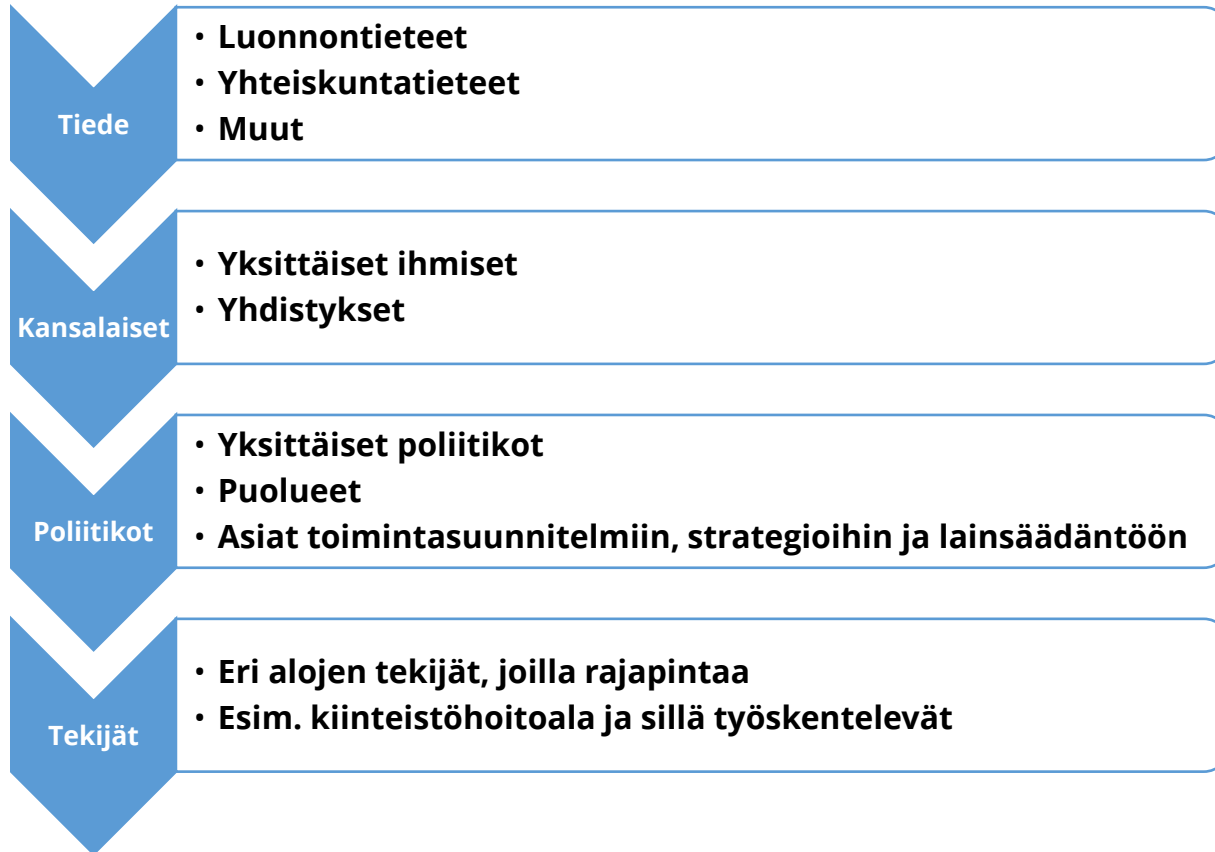 Tiede
• Luonnontieteet
• Yhteiskuntatieteet
• Muut
Kansalaiset
• Yksittäiset ihmiset
• Yhdistykset
Poliitikot
• Yksittäiset poliitikot
• Puolueet
• Asiat toimintasuunnitelmiin, strategioihin ja lainsäädäntöön
Tekijät
• Eri alojen tekijät, joilla rajapintaa
• Esim. kiinteistöhoitoala ja sillä työskentelevät